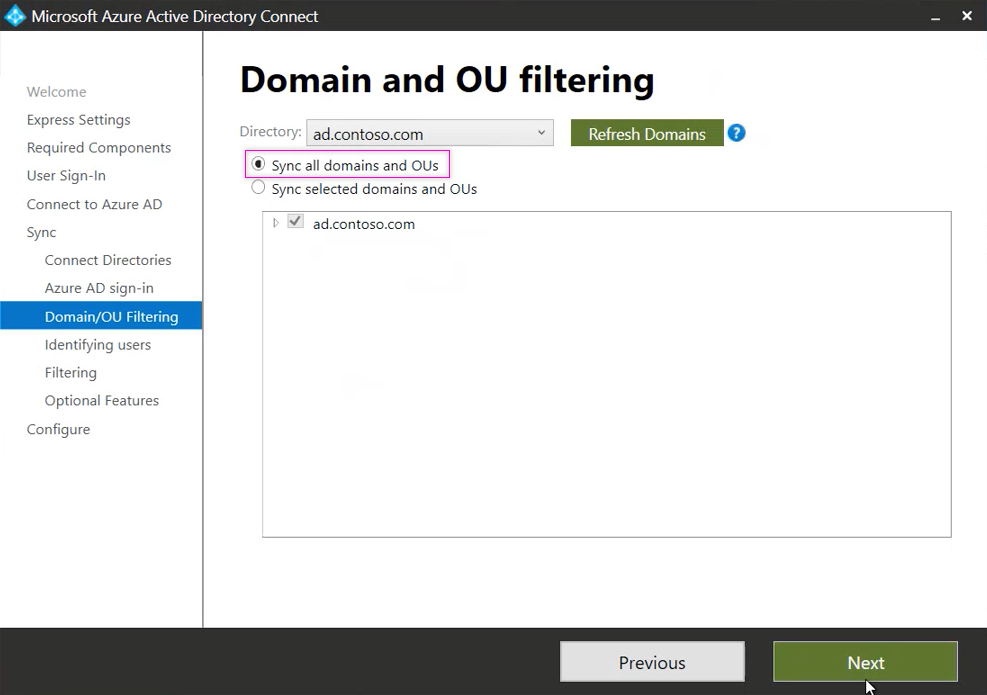 Microsoft Azure Active Directory Connect
Welcome
Express Settings
Required Components
User Sign-In
Connect to Azure AD
Sync
Connect Directories
Azure AD sign-in
Domain/OU Filtering
Identifying users
Filtering
Optional Features
Configure
Domain and OU filtering
Directory: ad.contoso.com Refresh Domains ?
Sync all domains and OUs
Sync selected domains and OUs
ad.contoso.com
Previous Next